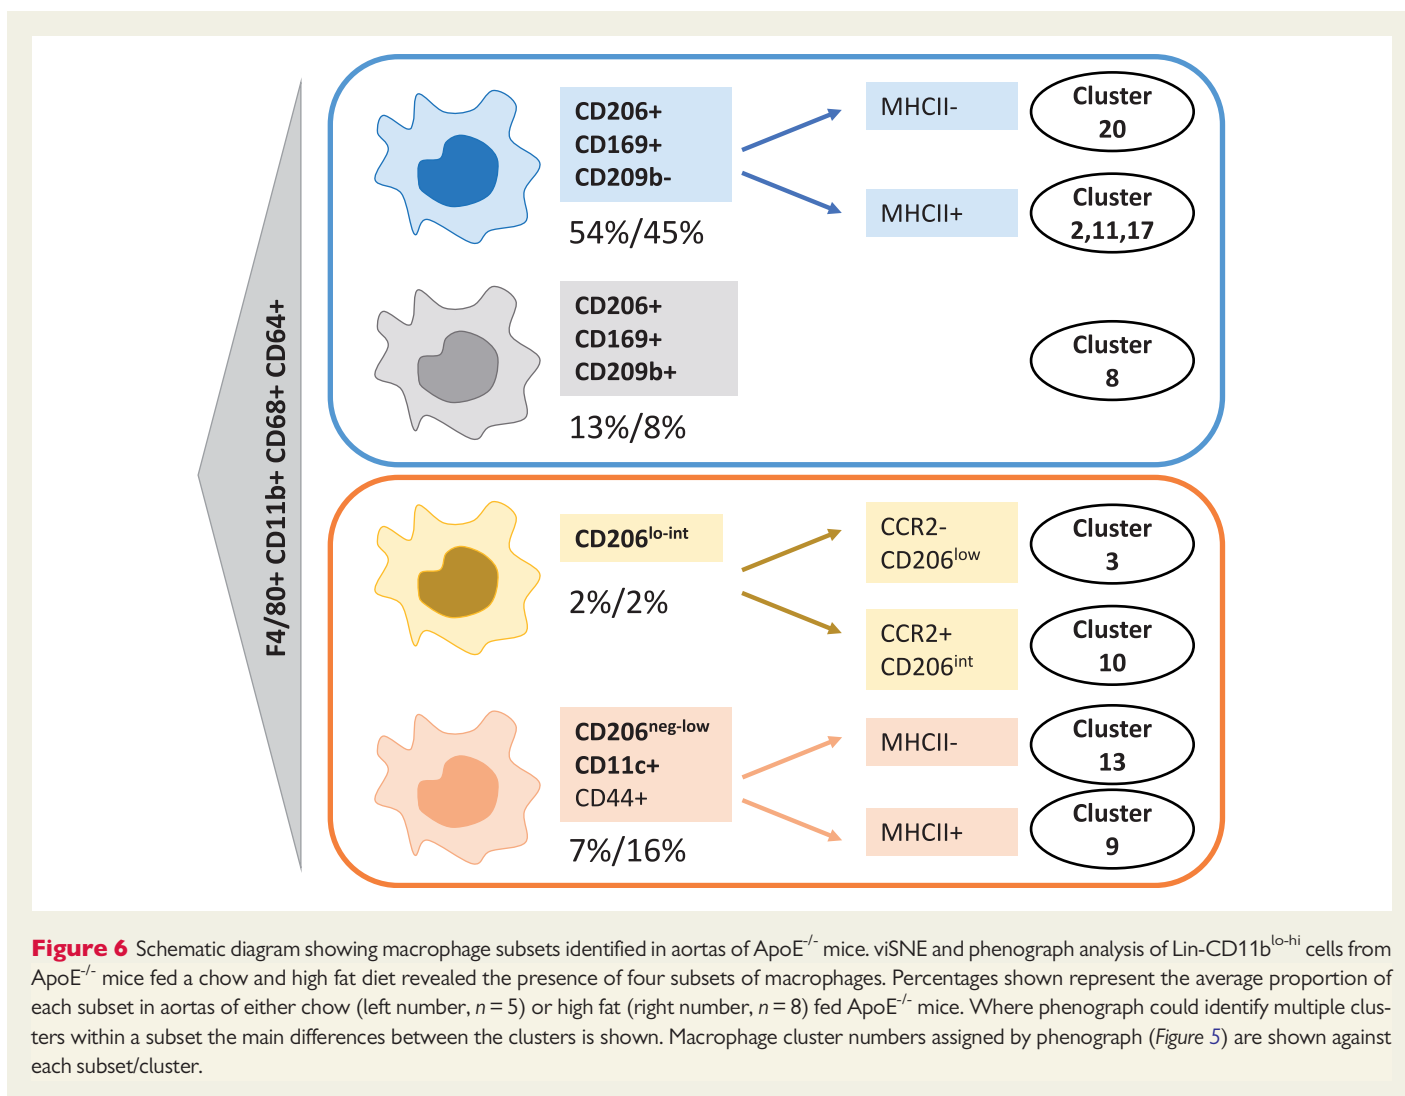 F4/80+ CD11b+ CD68+ CD64+
CD206+
CD169+
CD209b-
54%/45%
MHCII-
Cluster
20
MHCII+
Cluster
2,11,17
CD206+
CD169+
CD209b+
13%/8%
Cluster
8
CD206lo-int
2%/2%
CCR2-
CD206low
Cluster
3
CCR2+
CD206int
Cluster
10
CD206neg-low
CD11c+
CD44+
7%/16%
MHCII-
Cluster
13
MHCII+
Cluster
9
Figure 6 Schematic diagram showing macrophage subsets identified in aortas of ApoE-/- mice. viSNE and phenograph analysis of Lin-CD11blo-hi cells from
ApoE-/- mice fed a chow and high fat diet revealed the presence of four subsets of macrophages. Percentages shown represent the average proportion of
each subset in aortas of either chow (left number, n = 5) or high fat (right number, n = 8) fed ApoE-/- mice. Where phenograph could identify multiple clus-
ters within a subset the main differences between the clusters is shown. Macrophage cluster numbers assigned by phenograph (Figure 5) are shown against
each subset/cluster.